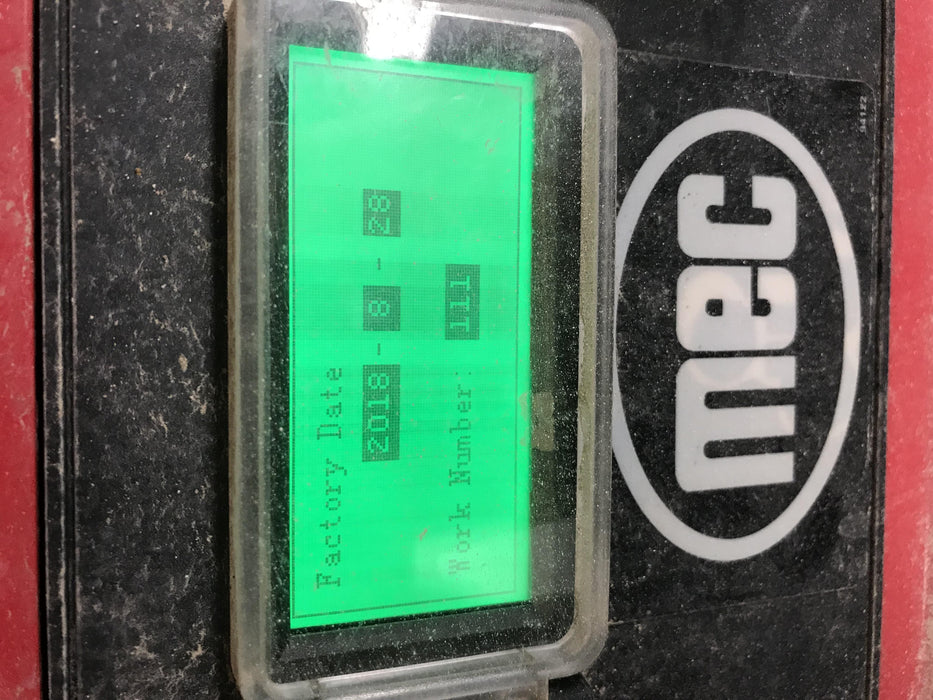 Factory Date
2018 - 8 - 28
Work Number: 111
mec